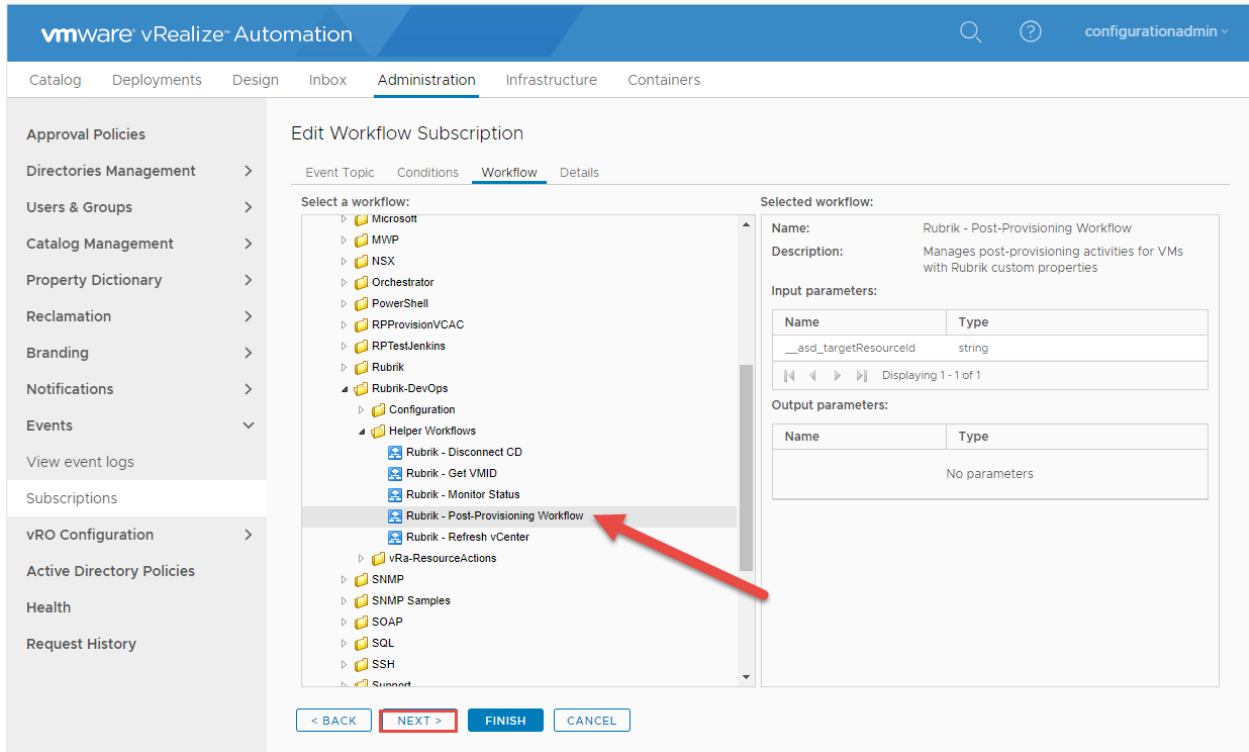 vmware vRealize™ Automation
configurationadmin
Catalog Deployments Design Inbox Administration Infrastructure Containers
Approval Policies
Directories Management
Users & Groups
Catalog Management
Property Dictionary
Reclamation
Branding
Notifications
Events
View event logs
Subscriptions
vRO Configuration
Active Directory Policies
Health
Request History
Edit Workflow Subscription
Event Topic Conditions Workflow Details
Select a workflow:
Microsoft
MWP
NSX
Orchestrator
PowerShell
RPProvisionVCAC
RPTestJenkins
Rubrik
Rubrik-DevOps
Configuration
Helper Workflows
Rubrik - Disconnect CD
Rubrik - Get VMID
Rubrik - Monitor Status
Rubrik - Post-Provisioning Workflow
Rubrik - Refresh vCenter
vRa-ResourceActions
SNMP
SNMP Samples
SOAP
SQL
SSH
Support
Selected workflow:
Name: Rubrik - Post-Provisioning Workflow
Description: Manages post-provisioning activities for VMs
with Rubrik custom properties
Input parameters:
Name Type
__asd_targetResourceId string
Displaying 1 - 1 of 1
Output parameters:
Name Type
No parameters
< BACK NEXT > FINISH CANCEL